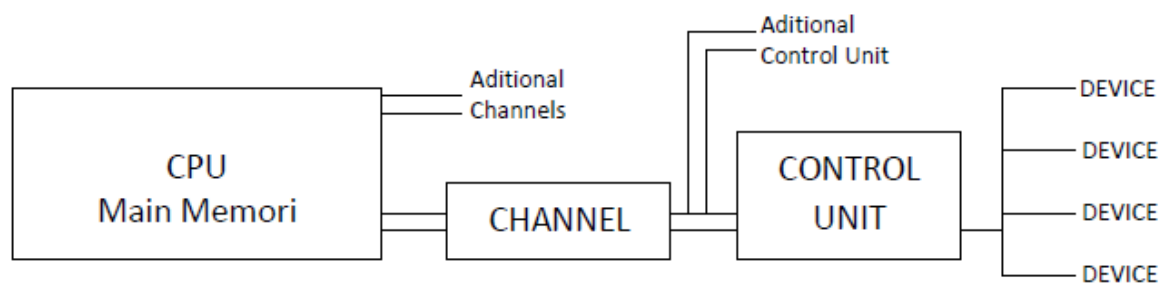 Aditional
Control Unit
Aditional
Channels
CPU
Main Memori
CHANNEL
CONTROL
UNIT
DEVICE
DEVICE
DEVICE
DEVICE